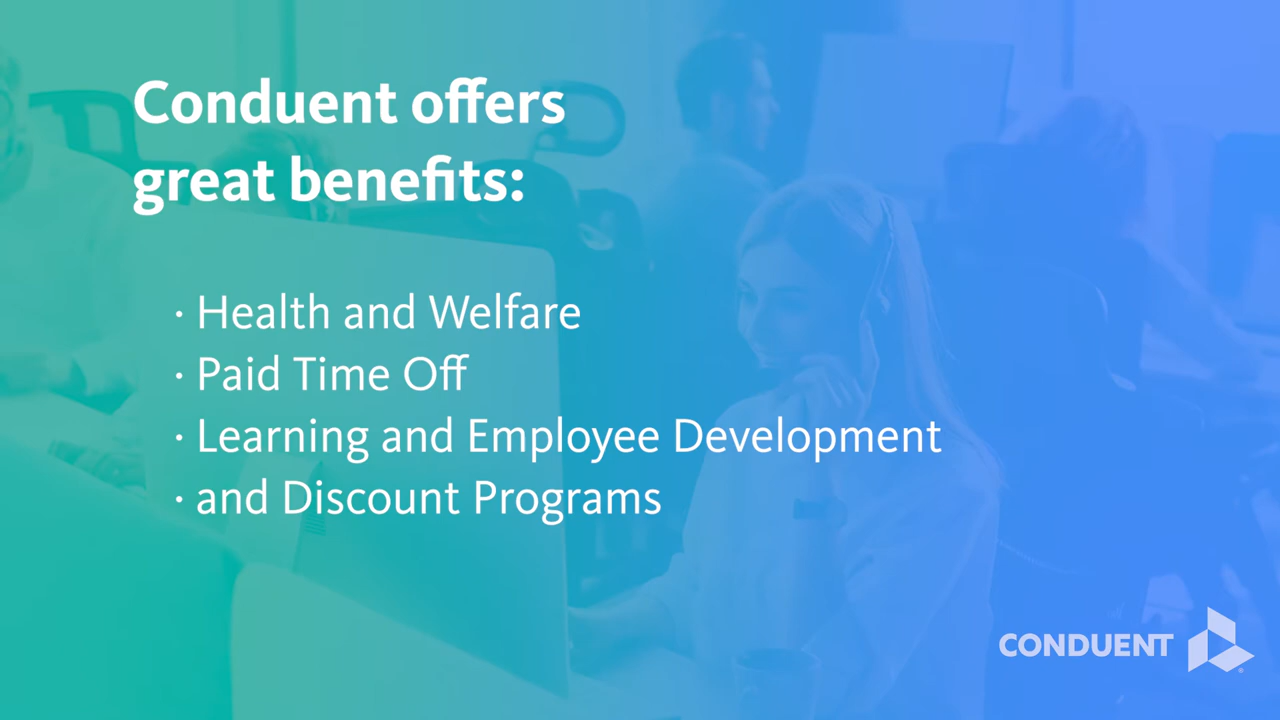 Conduent offers
great benefits:
· Health and Welfare
· Paid Time Off
· Learning and Employee Development
· and Discount Programs
CONDUENT